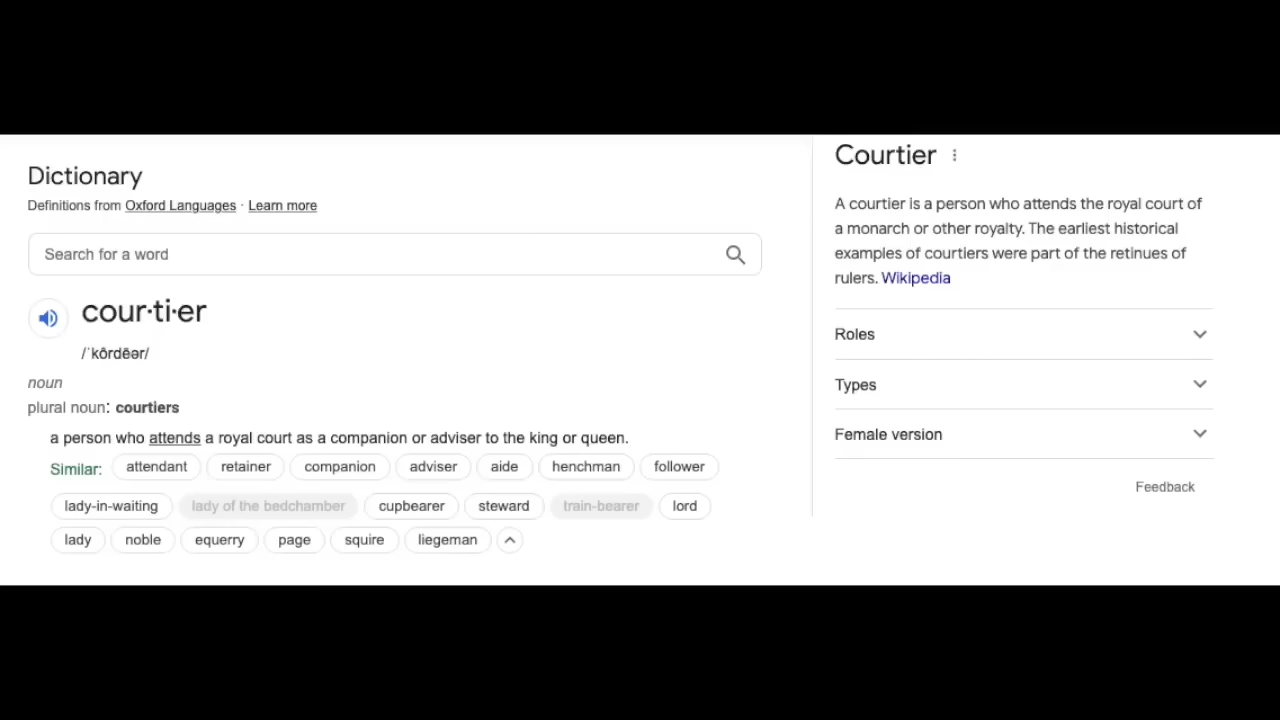 Dictionary
Definitions from Oxford Languages · Learn more
Search for a word
cour·ti·er
/ˈkôrdēər/
noun
plural noun: courtiers
a person who attends a royal court as a companion or adviser to the king or queen.
Similar: attendant retainer companion adviser aide henchman follower
lady-in-waiting lady of the bedchamber cupbearer steward train-bearer lord
lady noble equerry page squire liegeman
Courtier
A courtier is a person who attends the royal court of
a monarch or other royalty. The earliest historical
examples of courtiers were part of the retinues of
rulers. Wikipedia
Roles
Types
Female version
Feedback